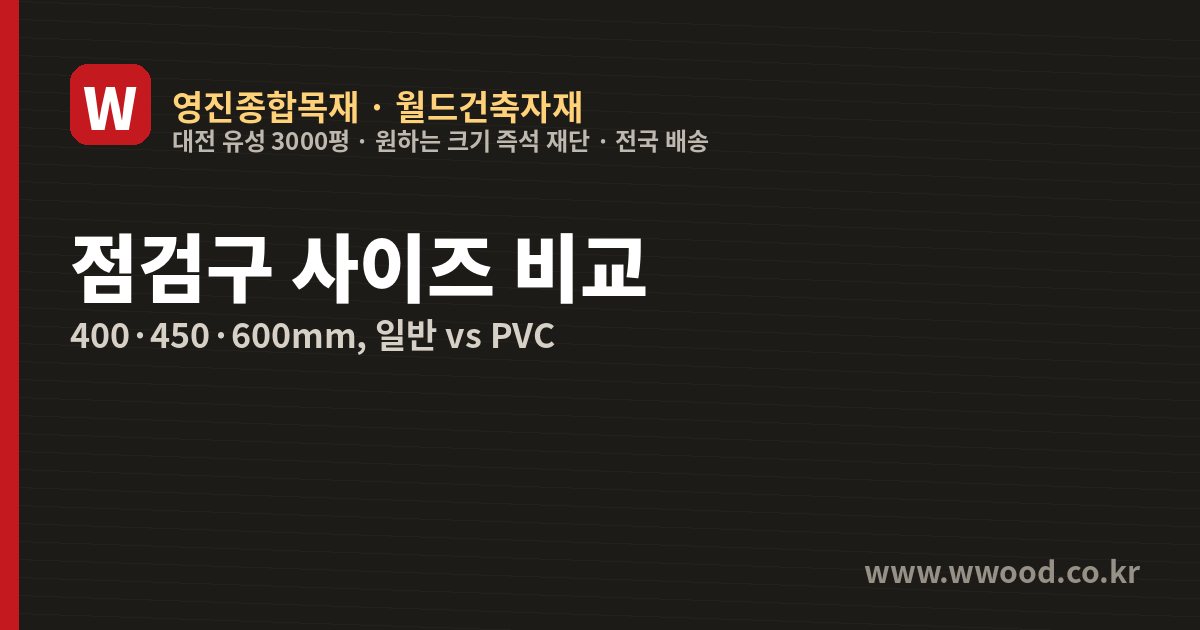 W
영진종합목재 · 월드건축자재
대전 유성 3000평 · 원하는 크기 즉석 재단 · 전국 배송
점검구 사이즈 비교
400·450·600mm, 일반 vs PVC
www.wwood.co.kr